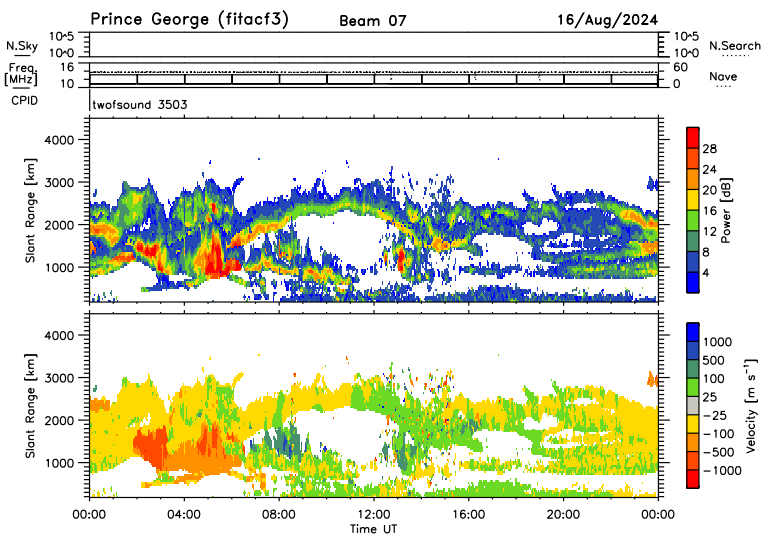 Prince George (fitacf3) Beam 07 16/Aug/2024
N.Sky 10^5 10^5 N.Search
10^0 10^0
Freq. 16 60
[MHz] 10 0 Nave
CPID twofsound 3503
4000
3000
2000
1000
Slant Range [km]
28
24
20
16
12
8
4
Power [dB]
4000
3000
2000
1000
Slant Range [km]
1000
500
100
25
−25
−100
−500
−1000
Velocity [m s⁻¹]
00:00 04:00 08:00 12:00 16:00 20:00 00:00
Time UT